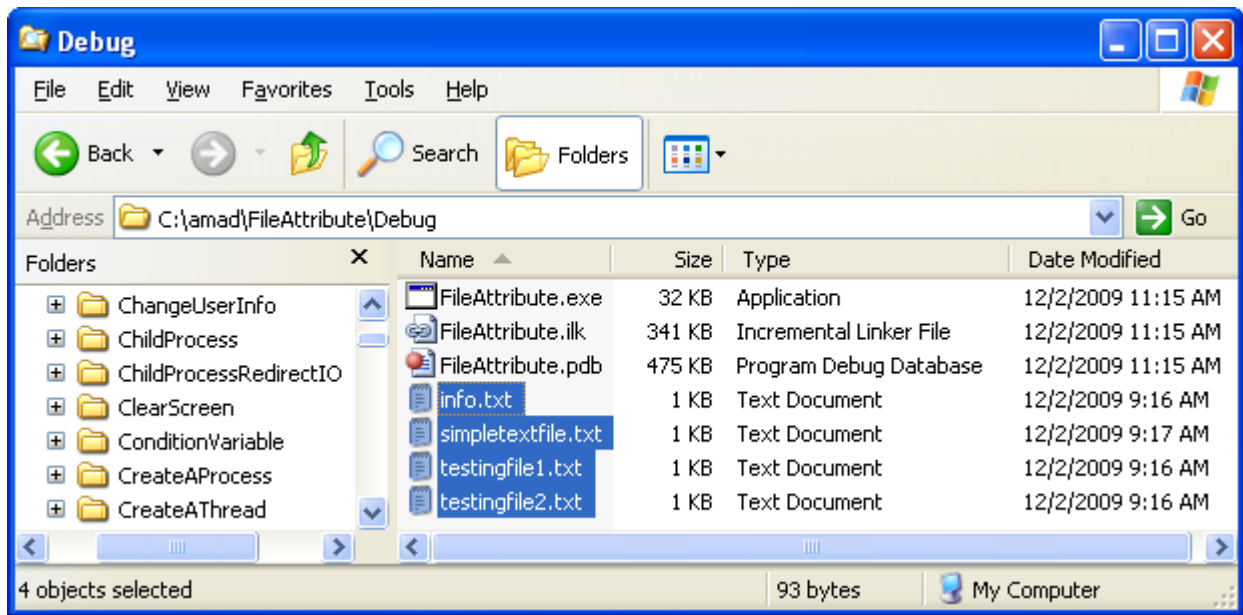 Debug
File Edit View Favorites Tools Help
Back Search Folders
Address C:\amad\FileAttribute\Debug Go
Folders Name Size Type Date Modified
ChangeUserInfo FileAttribute.exe 32 KB Application 12/2/2009 11:15 AM
ChildProcess FileAttribute.ilk 341 KB Incremental Linker File 12/2/2009 11:15 AM
ChildProcessRedirectIO FileAttribute.pdb 475 KB Program Debug Database 12/2/2009 11:15 AM
ClearScreen info.txt 1 KB Text Document 12/2/2009 9:16 AM
ConditionVariable simpletextfile.txt 1 KB Text Document 12/2/2009 9:17 AM
CreateAProcess testingfile1.txt 1 KB Text Document 12/2/2009 9:16 AM
CreateAThread testingfile2.txt 1 KB Text Document 12/2/2009 9:16 AM
4 objects selected 93 bytes My Computer